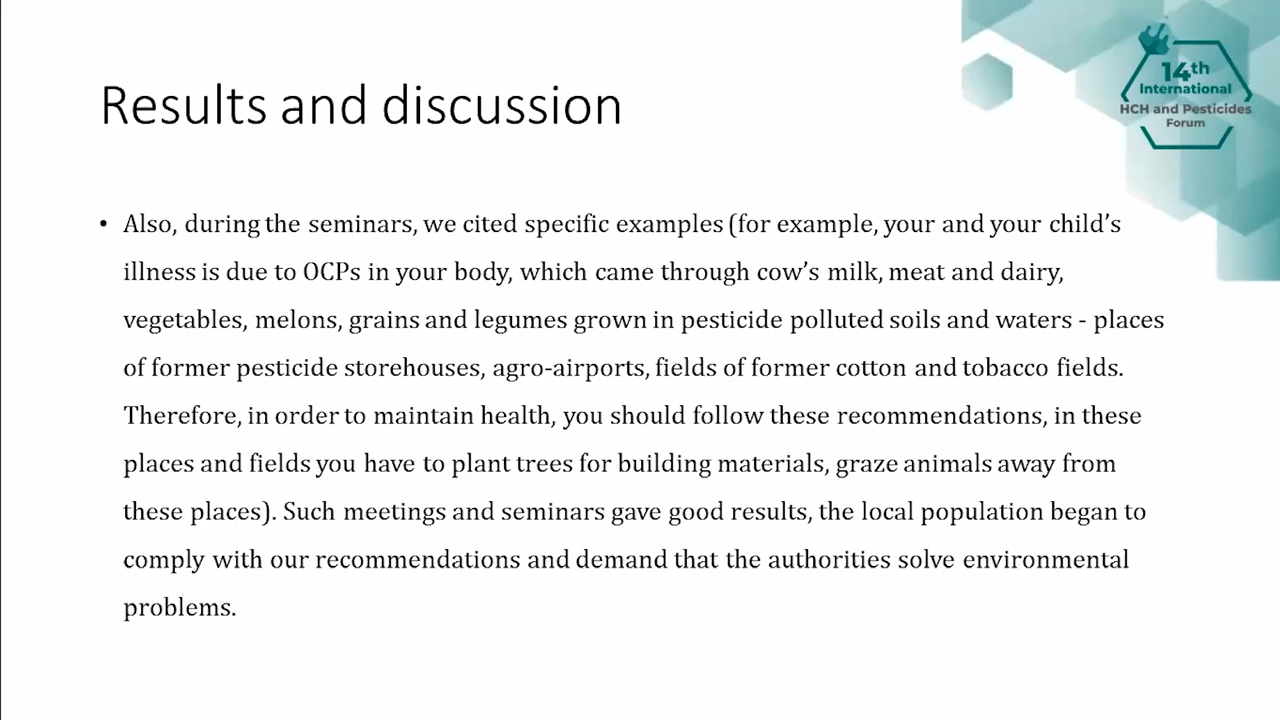 Results and discussion
14th
International
HCH and Pesticides
Forum
• Also, during the seminars, we cited specific examples (for example, your and your child’s
illness is due to OCPs in your body, which came through cow’s milk, meat and dairy,
vegetables, melons, grains and legumes grown in pesticide polluted soils and waters - places
of former pesticide storehouses, agro-airports, fields of former cotton and tobacco fields.
Therefore, in order to maintain health, you should follow these recommendations, in these
places and fields you have to plant trees for building materials, graze animals away from
these places). Such meetings and seminars gave good results, the local population began to
comply with our recommendations and demand that the authorities solve environmental
problems.